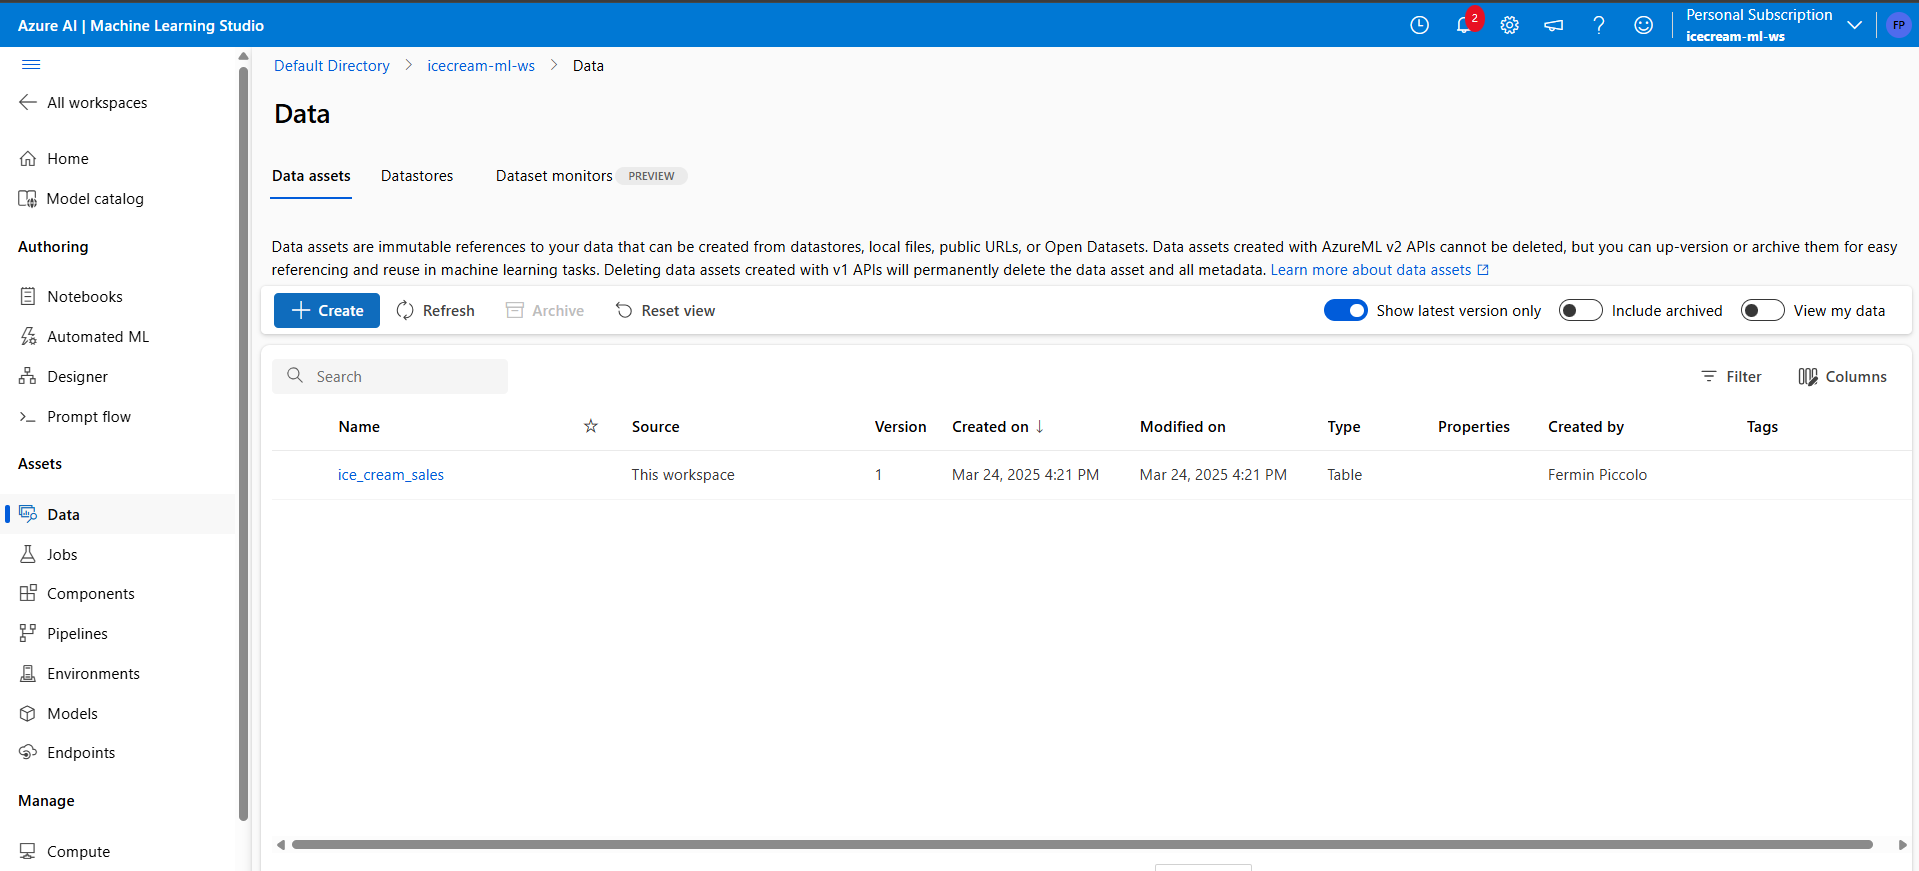 Azure AI | Machine Learning Studio
2
Personal Subscription
icecream-ml-ws
FP
All workspaces
Home
Model catalog
Authoring
Notebooks
Automated ML
Designer
Prompt flow
Assets
Data
Jobs
Components
Pipelines
Environments
Models
Endpoints
Manage
Compute
Default Directory > icecream-ml-ws > Data
Data
Data assets Datastores Dataset monitors PREVIEW
Data assets are immutable references to your data that can be created from datastores, local files, public URLs, or Open Datasets. Data assets created with AzureML v2 APIs cannot be deleted, but you can up-version or archive them for easy
referencing and reuse in machine learning tasks. Deleting data assets created with v1 APIs will permanently delete the data asset and all metadata. Learn more about data assets
Create Refresh Archive Reset view Show latest version only Include archived View my data
Search Filter Columns
Name Source Version Created on ↓ Modified on Type Properties Created by Tags
ice_cream_sales This workspace 1 Mar 24, 2025 4:21 PM Mar 24, 2025 4:21 PM Table Fermin Piccolo